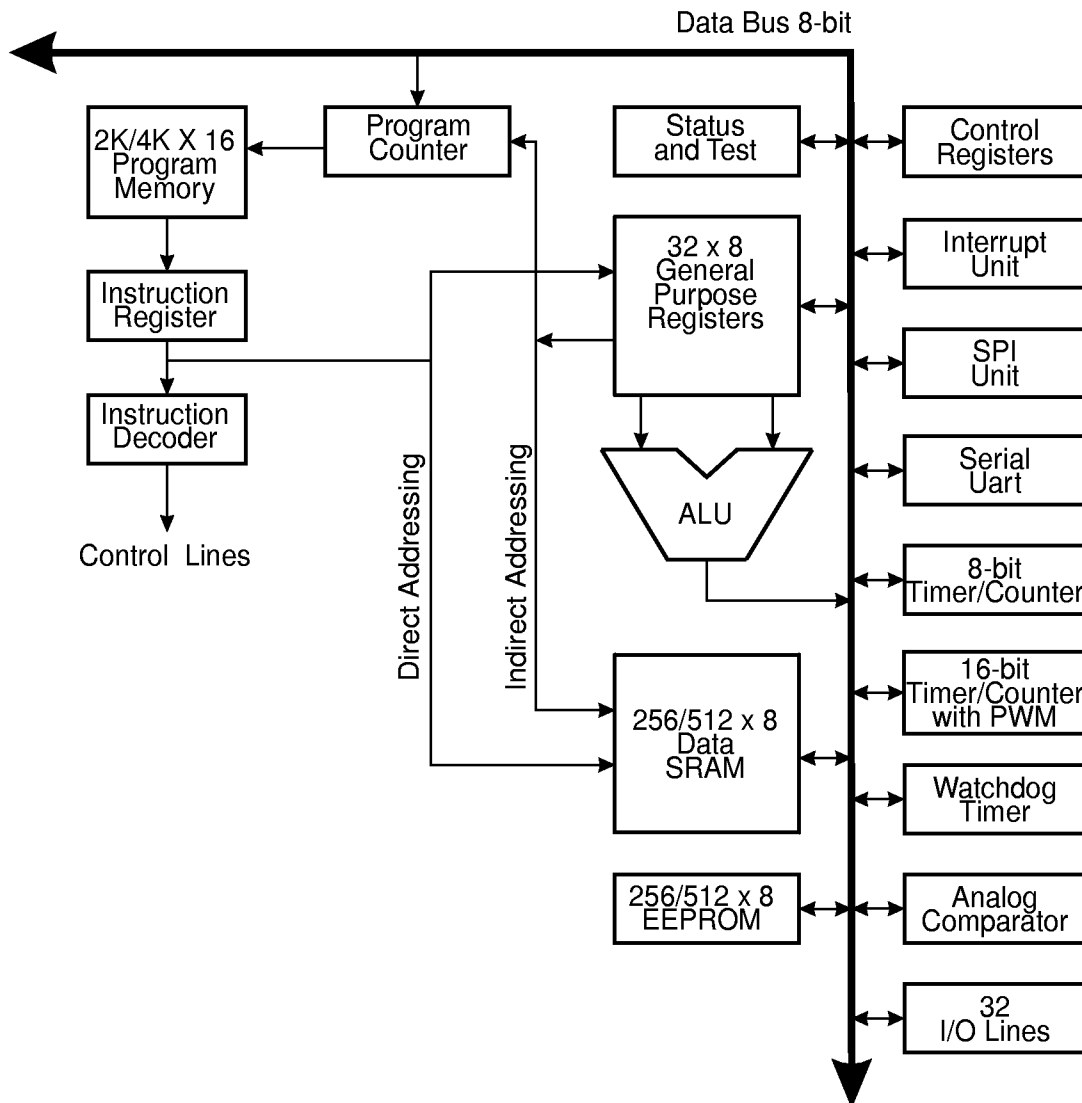 Data Bus 8-bit
2K/4K X 16
Program
Memory
Program
Counter
Status
and Test
Control
Registers
Instruction
Register
32 x 8
General
Purpose
Registers
Interrupt
Unit
SPI
Unit
Instruction
Decoder
Control Lines
Direct Addressing
Indirect Addressing
ALU
Serial
Uart
8-bit
Timer/Counter
256/512 x 8
Data
SRAM
16-bit
Timer/Counter
with PWM
Watchdog
Timer
256/512 x 8
EEPROM
Analog
Comparator
32
I/O Lines